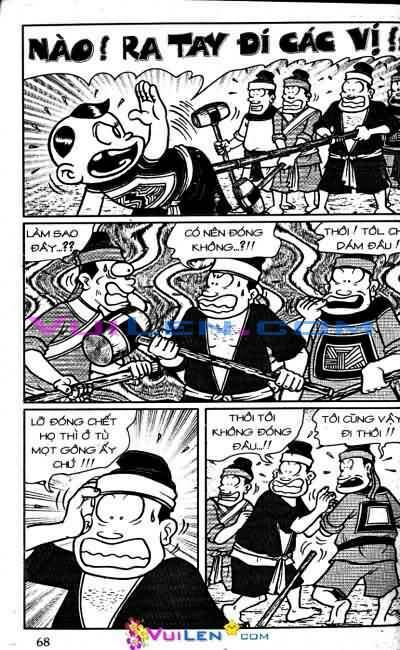 NÀO! RA TAY ĐI CÁC VỊ!!
LÀM SAO
ĐÂY...??
CÓ NÊN ĐÓNG
KHÔNG...?!!
THÔI! TÔI. CH
DÁM ĐÂU!
VUILEN.COM
LỠ ĐÓNG CHẾT
HỌ THÌ Ở TÙ
MỌT GÔNG ẤY
CHỨ!!!
THÔI TÔI
KHÔNG ĐÓNG
ĐÂU...!!
TÔI CŨNG VẬY
ĐI THÔI!!
68
VUILEN.COM